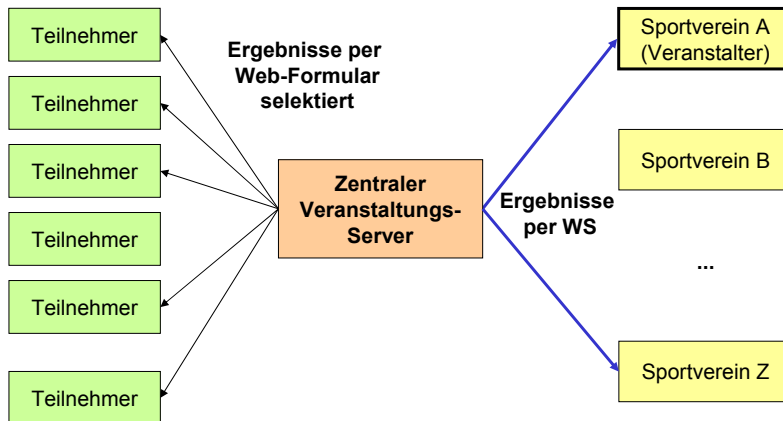 Teilnehmer
Teilnehmer
Teilnehmer
Teilnehmer
Teilnehmer
Teilnehmer
Ergebnisse per
Web-Formular
selektiert
Zentraler
Veranstaltungs-
Server
Ergebnisse
per WS
Sportverein A
(Veranstalter)
Sportverein B
...
Sportverein Z